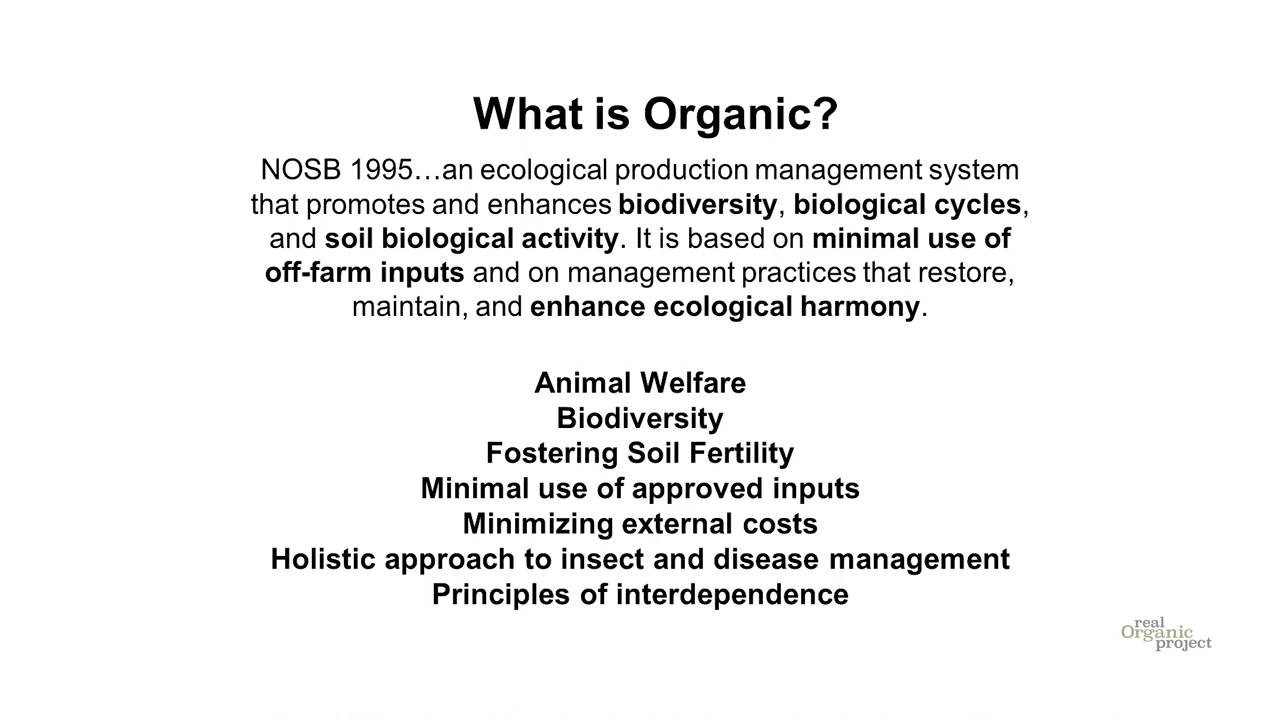 What is Organic?
NOSB 1995…an ecological production management system
that promotes and enhances biodiversity, biological cycles,
and soil biological activity. It is based on minimal use of
off-farm inputs and on management practices that restore,
maintain, and enhance ecological harmony.
Animal Welfare
Biodiversity
Fostering Soil Fertility
Minimal use of approved inputs
Minimizing external costs
Holistic approach to insect and disease management
Principles of interdependence
real
Organic
project